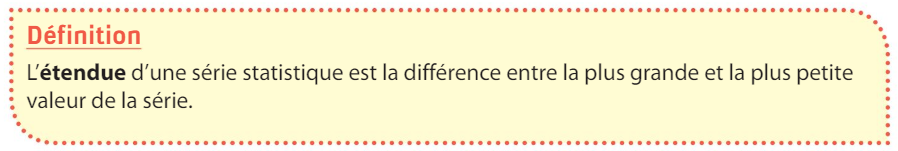 Définition
L’étendue d’une série statistique est la différence entre la plus grande et la plus petite
valeur de la série.